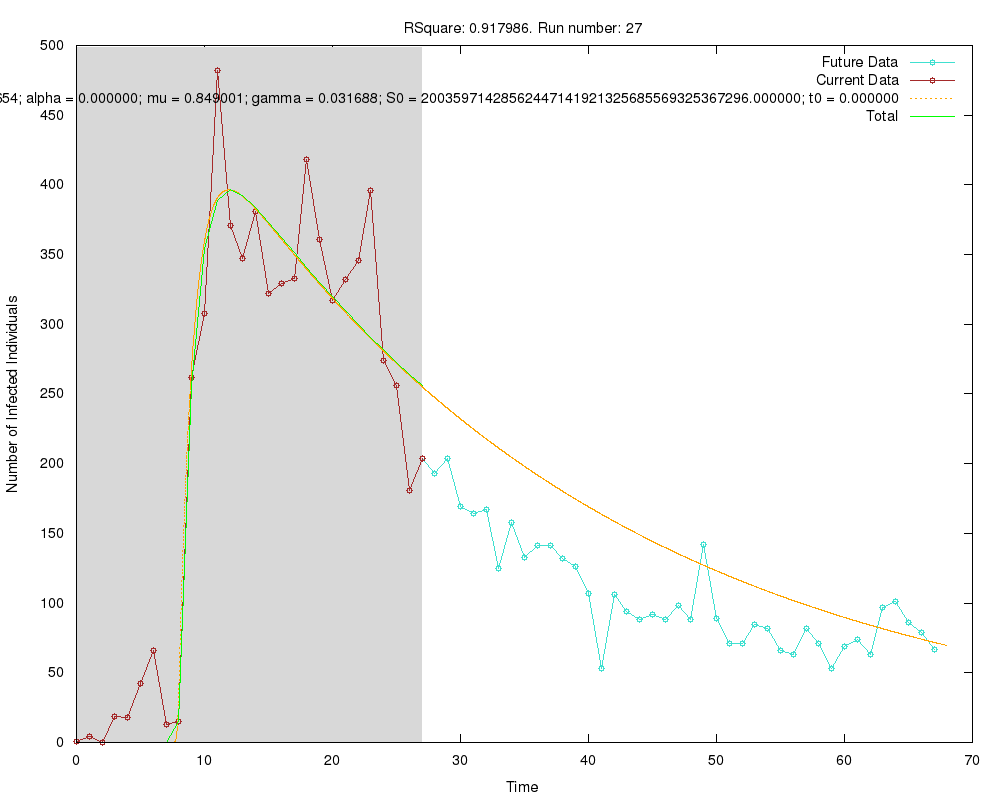 RSquare: 0.917986. Run number: 27
500
450
400
350
300
250
200
150
100
50
0
Number of Infected Individuals
Future Data
Current Data
54; alpha = 0.000000; mu = 0.849001; gamma = 0.031688; S0 = 20035971428562447141921325685569325367296.000000; t0 = 0.000000
Total
0 10 20 30 40 50 60 70
Time